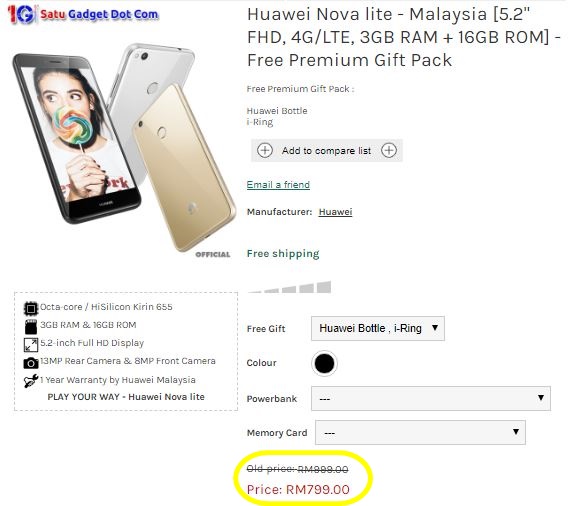 1G Satu Gadget Dot Com
Huawei Nova lite - Malaysia [5.2"
FHD, 4G/LTE, 3GB RAM + 16GB ROM] -
Free Premium Gift Pack
Free Premium Gift Pack :
Huawei Bottle
i-Ring
Add to compare list
Email a friend
Manufacturer: Huawei
HUAWEI
OFFICIAL
Free shipping
Octa-core / HiSilicon Kirin 655
3GB RAM & 16GB ROM
5.2-inch Full HD Display
13MP Rear Camera & 8MP Front Camera
1 Year Warranty by Huawei Malaysia
PLAY YOUR WAY - Huawei Nova lite
Free Gift Huawei Bottle , i-Ring
Colour
Powerbank ---
Memory Card ---
Old price: RM999.00
Price: RM799.00